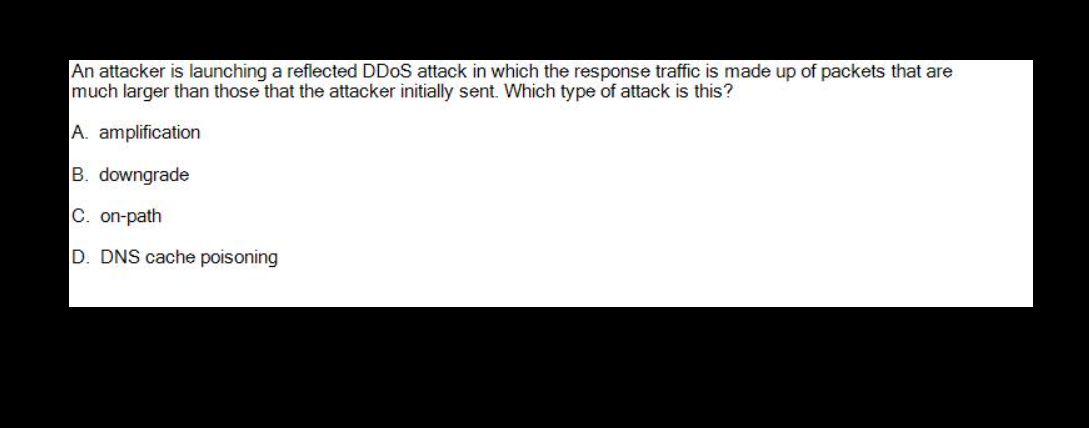 An attacker is launching a reflected DDoS attack in which the response traffic is made up of packets that are
much larger than those that the attacker initially sent. Which type of attack is this?
A. amplification
B. downgrade
C. on-path
D. DNS cache poisoning